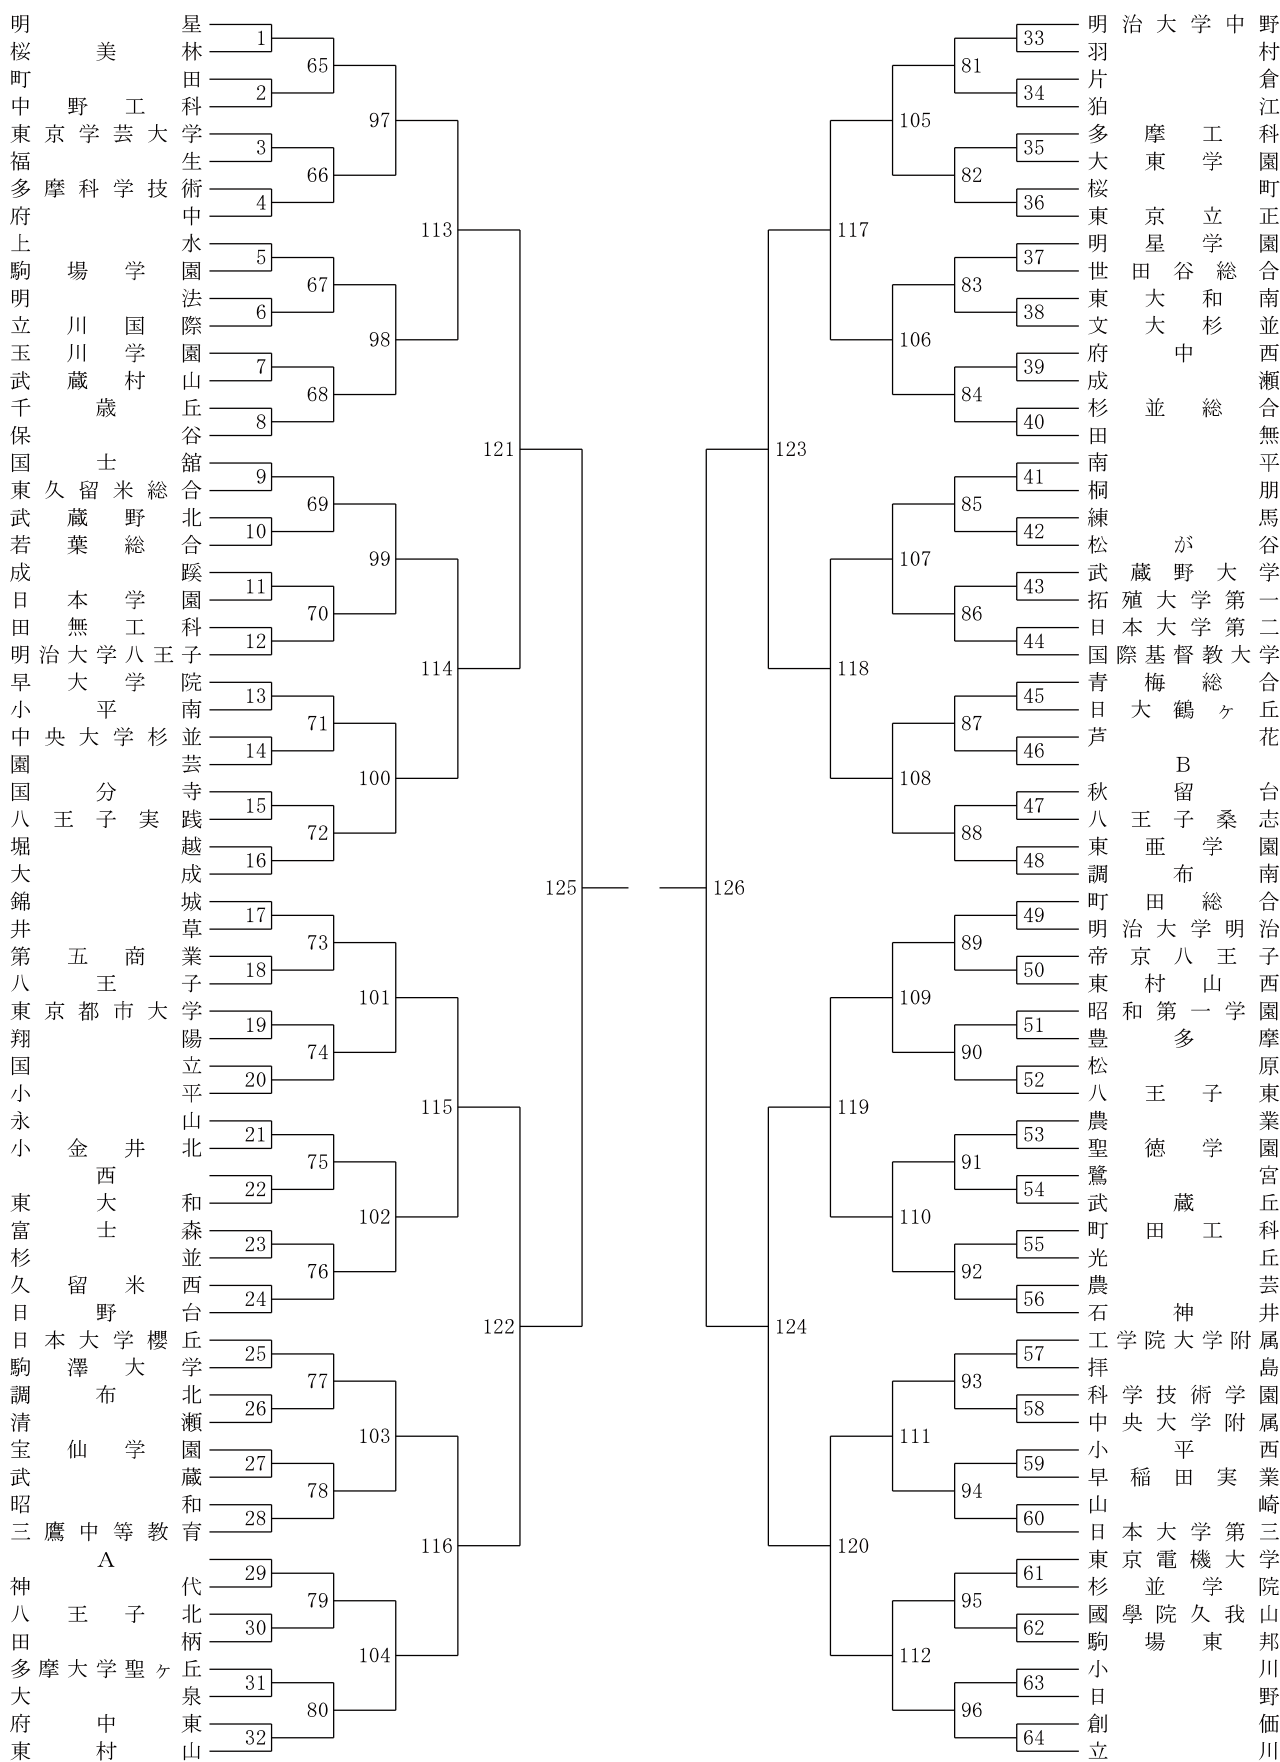 明星
桜美林
町田
中野工科
東京学芸大学
福生
多摩科学技術
府中
上水
駒場学園
明法
立川国際
玉川学園
武蔵村山
千歳丘
保谷
国士舘
東久留米総合
武蔵野北
若葉総合
成蹊
日本学園
田無工科
明治大学八王子
早大学院
小平南
中央大学杉並
園芸
国分寺
八王子実践
堀越
大成
錦城
井草
第五商業
八王子
東京都市大学
翔陽
国立
小平
永山
小金井北
西
東大和
富士森
杉並
久留米西
日野台
日本大学櫻丘
駒澤大学
調布北
清瀬
宝仙学園
武蔵
昭和
三鷹中等教育
A
神代
八王子北
田柄
多摩大学聖ヶ丘
大泉
府中東
東村山
1
2
3
4
5
6
7
8
9
10
11
12
13
14
15
16
17
18
19
20
21
22
23
24
25
26
27
28
29
30
31
32
65
66
67
68
69
70
71
72
73
74
75
76
77
78
79
80
97
98
99
100
101
102
103
104
113
114
115
116
121
122
125
126
123
124
117
118
119
120
105
106
107
108
109
110
111
112
81
82
83
84
85
86
87
88
89
90
91
92
93
94
95
96
33
34
35
36
37
38
39
40
41
42
43
44
45
46
47
48
49
50
51
52
53
54
55
56
57
58
59
60
61
62
63
64
明治大学中野
羽村
片倉
狛江
多摩工科
大東学園
桜町
東京立正
明星学園
世田谷総合
東大和南
文大杉並
府中西
成瀬
杉並総合
田無
南平
桐朋
練馬
松が谷
武蔵野大学
拓殖大学第一
日本大学第二
国際基督教大学
青梅総合
日大鶴ヶ丘
芦花
B
秋留台
八王子桑志
東亜学園
調布南
町田総合
明治大学明治
帝京八王子
東村山西
昭和第一学園
豊多摩
松原
八王子東
農業
聖徳学園
鷺宮
武蔵丘
町田工科
光丘
農芸
石神井
工学院大学附属
拝島
科学技術学園
中央大学附属
小平西
早稲田実業
山崎
日本大学第三
東京電機大学
杉並学院
國學院久我山
駒場東邦
小川
日野
創価
立川